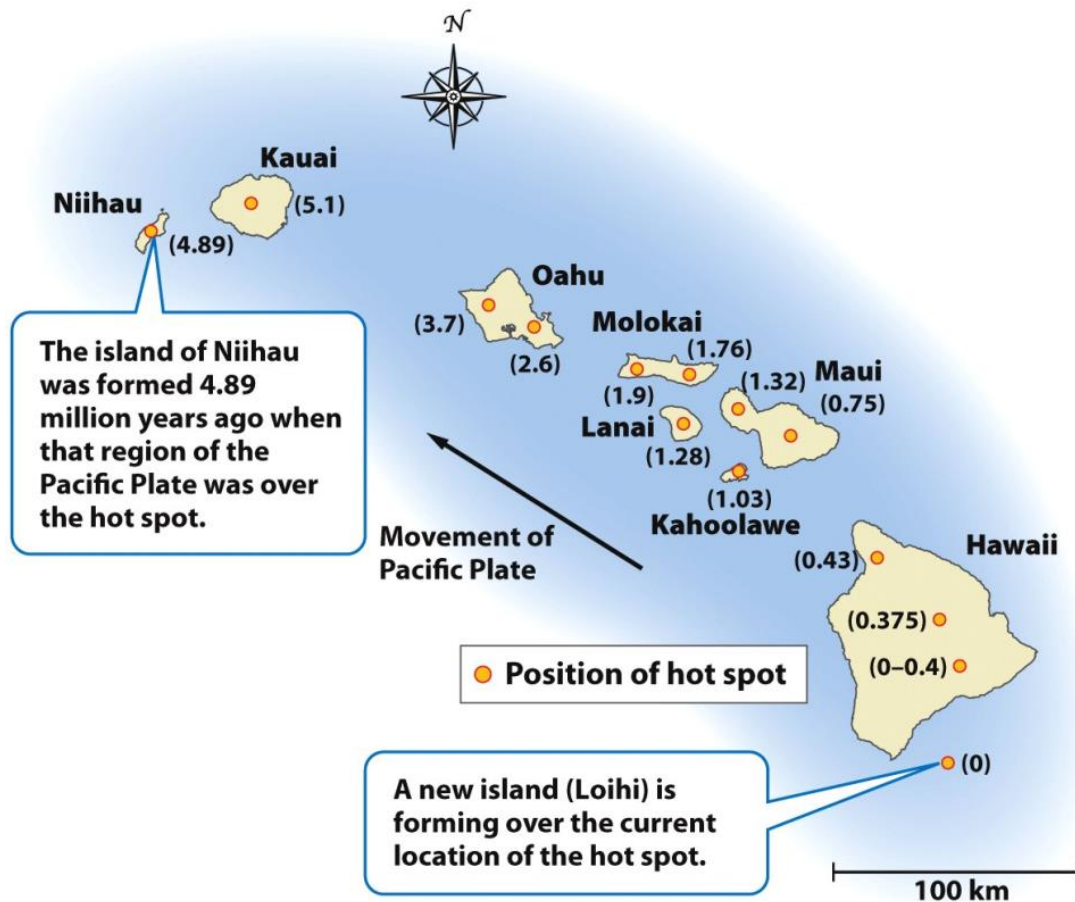 N
Kauai
(5.1)
Niihau
(4.89)
Oahu
(3.7)
(2.6)
Molokai
(1.76)
(1.9)
(1.32)
Maui
(0.75)
Lanai
(1.28)
(1.03)
Kahoolawe
The island of Niihau
was formed 4.89
million years ago when
that region of the
Pacific Plate was over
the hot spot.
Movement of
Pacific Plate
Hawaii
(0.43)
(0.375)
(0–0.4)
Position of hot spot
(0)
A new island (Loihi) is
forming over the current
location of the hot spot.
100 km